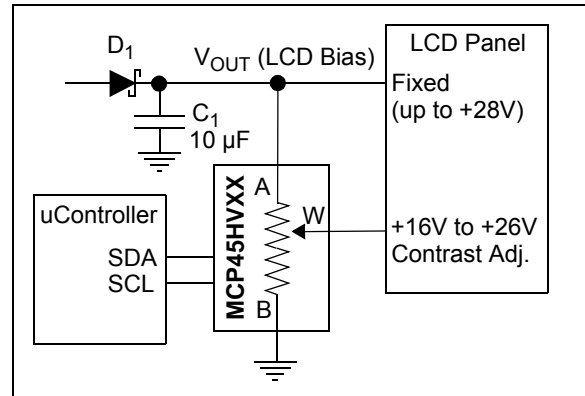 D1
VOUT (LCD Bias)
LCD Panel
Fixed
(up to +28V)
C1
10 µF
uController
SDA
SCL
MCP45HVXX
A
W
B
+16V to +26V
Contrast Adj.